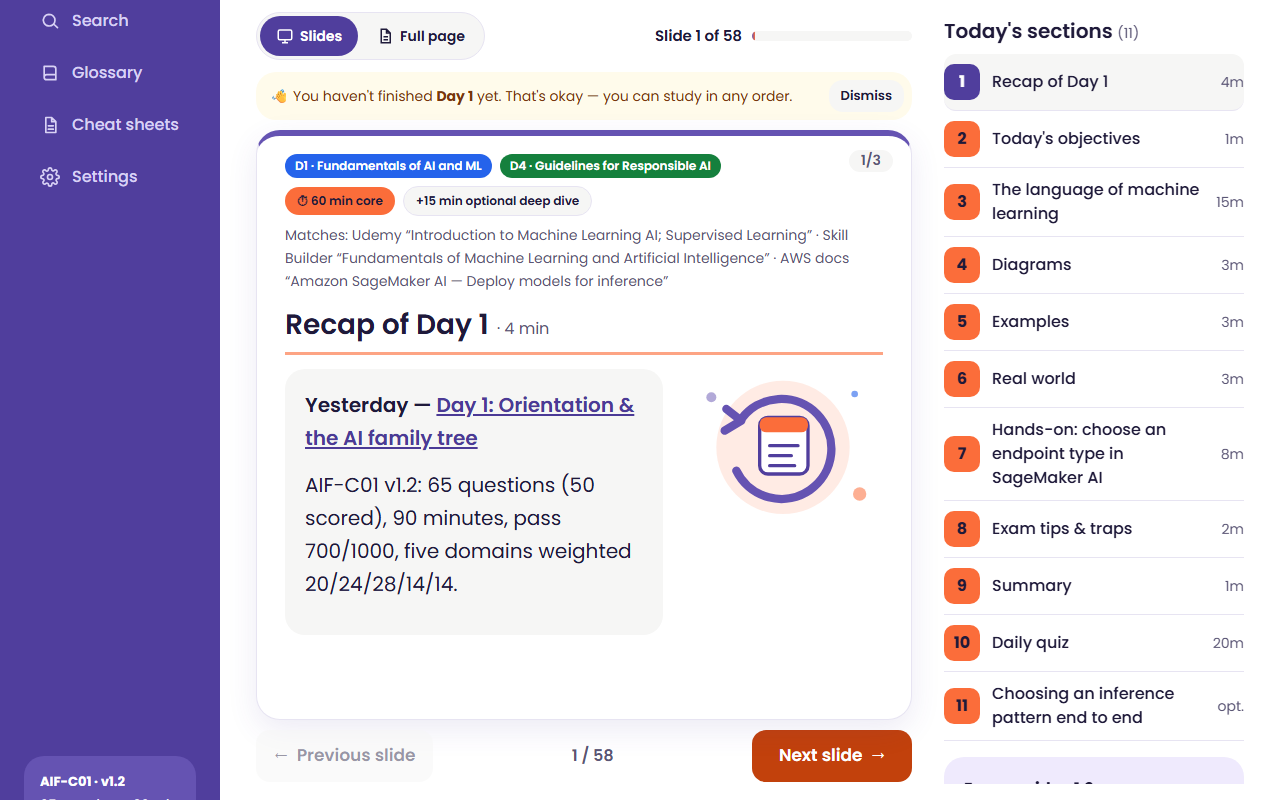 Search
Glossary
Cheat sheets
Settings
AIF-C01 · v1.2
Slides
Full page
Slide 1 of 58
👋 You haven't finished Day 1 yet. That's okay — you can study in any order.
Dismiss
D1 · Fundamentals of AI and ML
D4 · Guidelines for Responsible AI
1/3
⏱ 60 min core
+15 min optional deep dive
Matches: Udemy “Introduction to Machine Learning AI; Supervised Learning” · Skill
Builder “Fundamentals of Machine Learning and Artificial Intelligence” · AWS docs
“Amazon SageMaker AI — Deploy models for inference”
Recap of Day 1 · 4 min
Yesterday — Day 1: Orientation &
the AI family tree
AIF-C01 v1.2: 65 questions (50
scored), 90 minutes, pass
700/1000, five domains weighted
20/24/28/14/14.
← Previous slide
1 / 58
Next slide →
Today's sections (11)
1 Recap of Day 1 4m
2 Today's objectives 1m
3 The language of machine
learning 15m
4 Diagrams 3m
5 Examples 3m
6 Real world 3m
7 Hands-on: choose an
endpoint type in
SageMaker AI 8m
8 Exam tips & traps 2m
9 Summary 1m
10 Daily quiz 20m
11 Choosing an inference
pattern end to end opt.